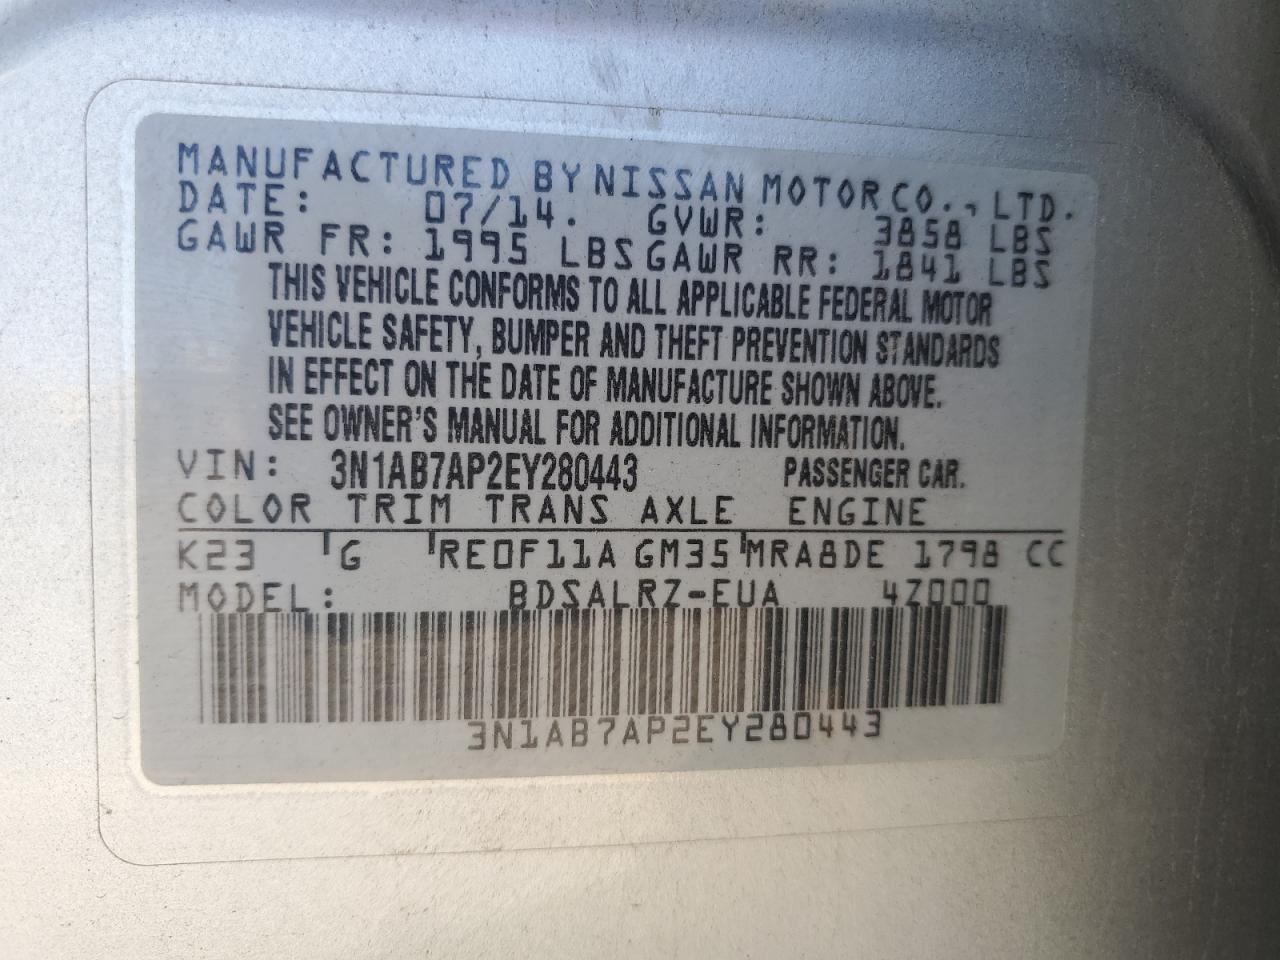 MANUFACTURED BY NISSAN MOTOR CO., LTD.
DATE: 07/14. GVWR: 3858 LBS
GAWR FR: 1995 LBS GAWR RR: 1841 LBS
THIS VEHICLE CONFORMS TO ALL APPLICABLE FEDERAL MOTOR
VEHICLE SAFETY, BUMPER AND THEFT PREVENTION STANDARDS
IN EFFECT ON THE DATE OF MANUFACTURE SHOWN ABOVE.
SEE OWNER'S MANUAL FOR ADDITIONAL INFORMATION.
VIN: 3N1AB7AP2EY280443 PASSENGER CAR.
COLOR TRIM TRANS AXLE ENGINE
K23 G RE0F11A GM35 MRA8DE 1798 CC
MODEL: BDSALRZ-EUA 4Z000
3N1AB7AP2EY280443